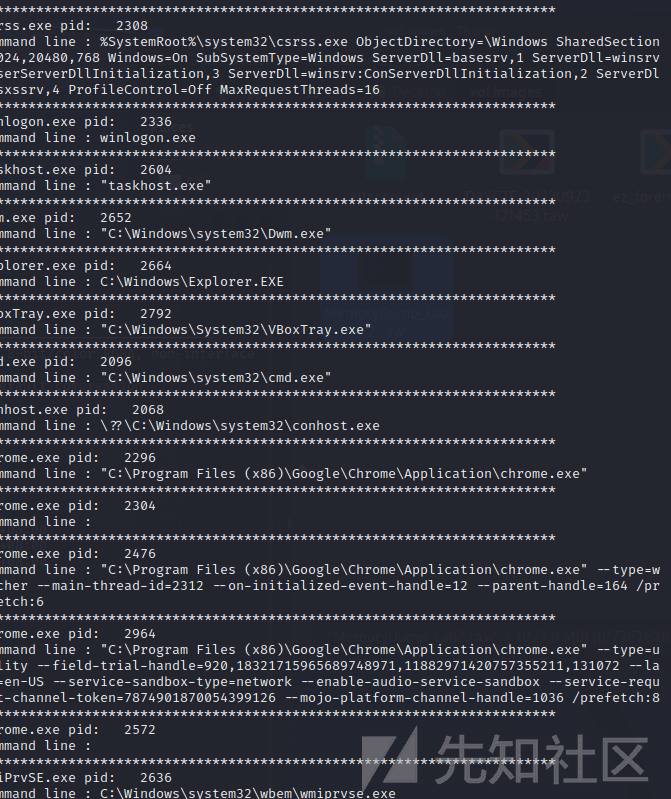 ************************************************************************
rss.exe pid:   2308
mmand line : %SystemRoot%\system32\csrss.exe ObjectDirectory=\Windows SharedSection
024,20480,768 Windows=On SubSystemType=Windows ServerDll=basesrv,1 ServerDll=winsrv
serServerDllInitialization,3 ServerDll=winsrv:ConServerDllInitialization,2 ServerDl
sxssrv,4 ProfileControl=Off MaxRequestThreads=16
************************************************************************
nlogon.exe pid:   2336
mmand line : winlogon.exe
************************************************************************
skhost.exe pid:   2604
mmand line : "taskhost.exe"
************************************************************************
m.exe pid:   2652
mmand line : "C:\Windows\system32\Dwm.exe"
************************************************************************
plorer.exe pid:   2664
mmand line : C:\Windows\Explorer.EXE
************************************************************************
oxTray.exe pid:   2792
mmand line : "C:\Windows\System32\VBoxTray.exe"
************************************************************************
d.exe pid:   2096
mmand line : "C:\Windows\system32\cmd.exe"
************************************************************************
nhost.exe pid:   2068
mmand line : \??\C:\Windows\system32\conhost.exe
************************************************************************
rome.exe pid:   2296
mmand line : "C:\Program Files (x86)\Google\Chrome\Application\chrome.exe"
************************************************************************
rome.exe pid:   2304
mmand line :
************************************************************************
rome.exe pid:   2476
mmand line : "C:\Program Files (x86)\Google\Chrome\Application\chrome.exe" --type=w
cher --main-thread-id=2312 --on-initialized-event-handle=12 --parent-handle=164 /pr
etch:6
************************************************************************
rome.exe pid:   2964
mmand line : "C:\Program Files (x86)\Google\Chrome\Application\chrome.exe" --type=u
lity --field-trial-handle=920,18321715965689748971,11882971420757355211,131072 --la
=en-US --service-sandbox-type=network --enable-audio-service-sandbox --service-requ
t-channel-token=7874901870054399126 --mojo-platform-channel-handle=1036 /prefetch:8
************************************************************************
rome.exe pid:   2572
mmand line :
************************************************************************
iPrvSE.exe pid:   2636
mmand line : C:\Windows\system32\wbem\wmiprvse.exe
先知社区